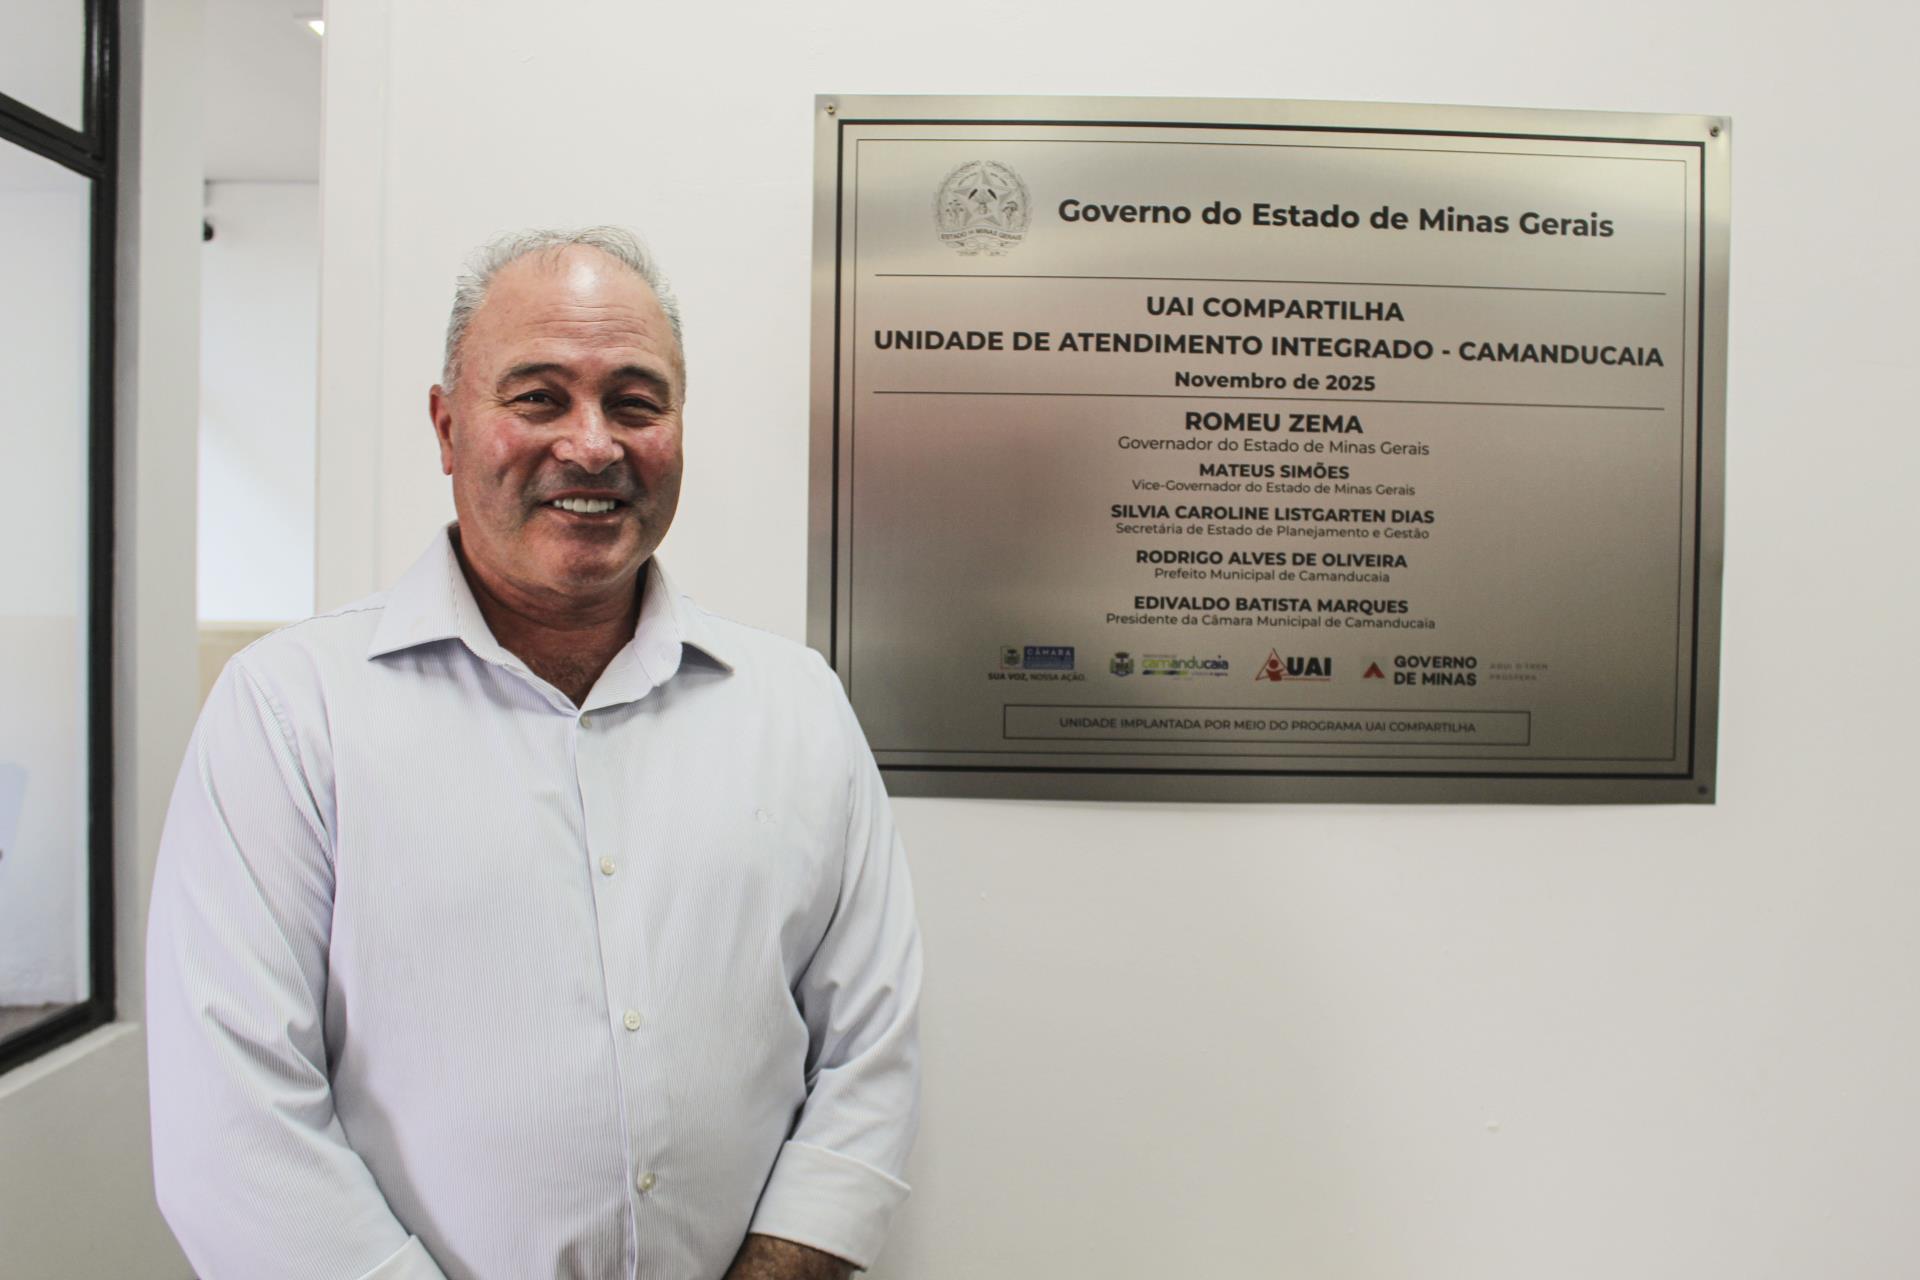 Governo do Estado de Minas Gerais
ESTADO DE MINAS GERAIS
UAI COMPARTILHA
UNIDADE DE ATENDIMENTO INTEGRADO - CAMANDUCAIA
Novembro de 2025
ROMEU ZEMA
Governador do Estado de Minas Gerais
MATEUS SIMÕES
Vice-Governador do Estado de Minas Gerais
SILVIA CAROLINE LISTGARTEN DIAS
Secretária de Estado de Planejamento e Gestão
RODRIGO ALVES DE OLIVEIRA
Prefeito Municipal de Camanducaia
EDIVALDO BATISTA MARQUES
Presidente da Câmara Municipal de Camanducaia
CÂMARA
SUA VOZ, NOSSA AÇÃO.
camanducaia
UAI
GOVERNO
DE MINAS
AQUI O TREM
PROSPERA
UNIDADE IMPLANTADA POR MEIO DO PROGRAMA UAI COMPARTILHA